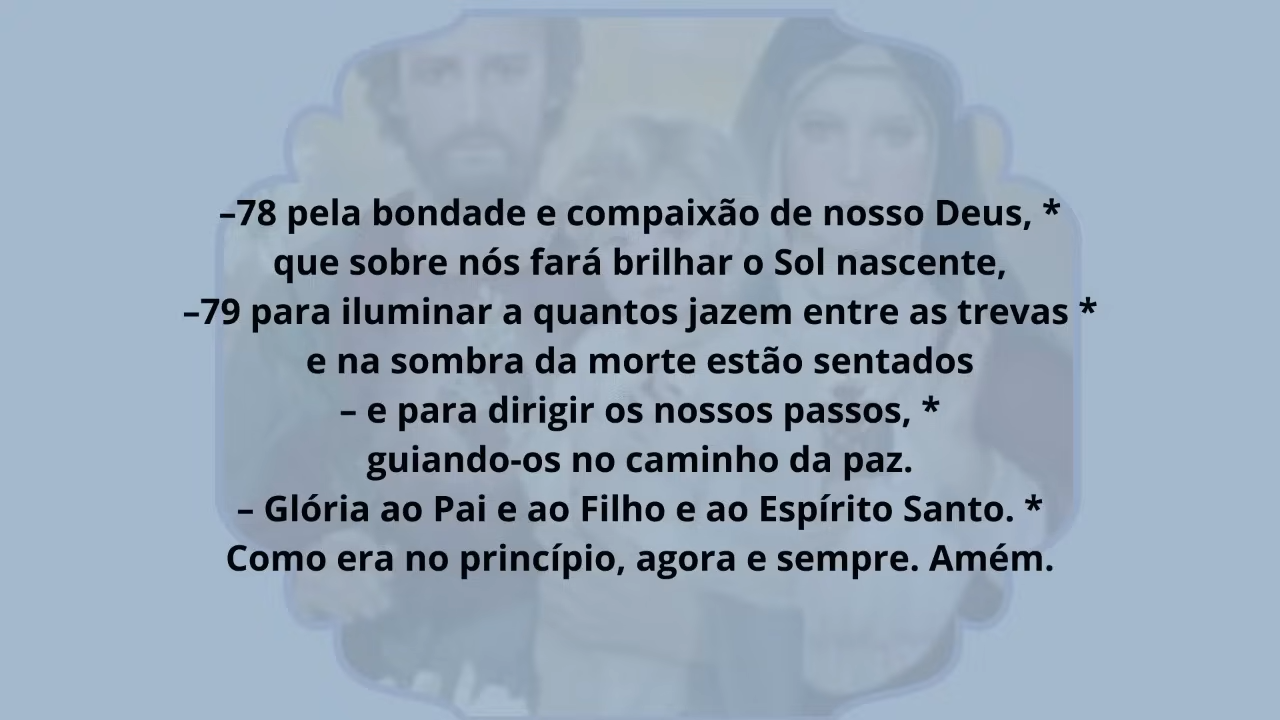 –78 pela bondade e compaixão de nosso Deus, *
que sobre nós fará brilhar o Sol nascente,
–79 para iluminar a quantos jazem entre as trevas *
e na sombra da morte estão sentados
– e para dirigir os nossos passos, *
guiando-os no caminho da paz.
– Glória ao Pai e ao Filho e ao Espírito Santo. *
Como era no princípio, agora e sempre. Amém.